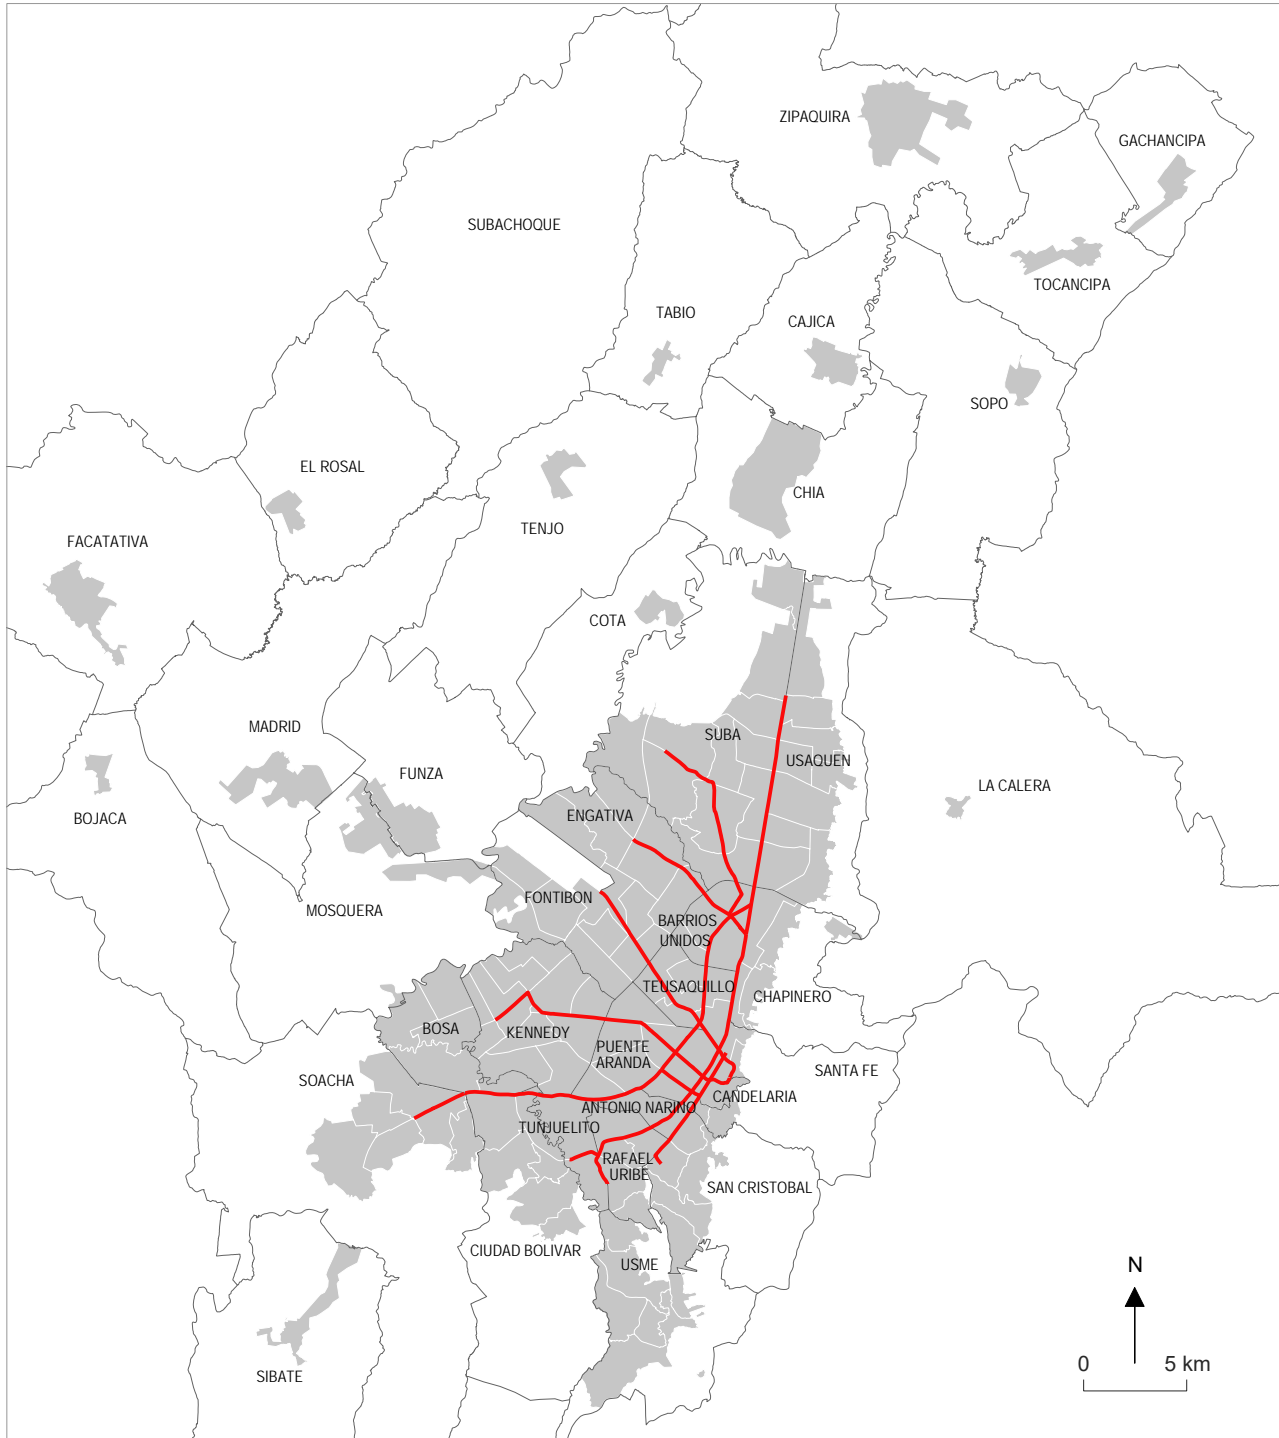 ZIPAQUIRA
GACHANCIPA
SUBACHOQUE
TOCANCIPA
TABIO
CAJICA
SOPO
EL ROSAL
CHIA
TENJO
FACATATIVA
COTA
MADRID
SUBA
USAQUEN
FUNZA
LA CALERA
BOJACA
ENGATIVA
FONTIBON
MOSQUERA
BARRIOS
UNIDOS
TEUSAQUILLO
CHAPINERO
BOSA
KENNEDY
PUENTE
ARANDA
SANTA FE
SOACHA
CANDELARIA
ANTONIO NARINO
TUNJUELITO
RAFAEL
URIBE
SAN CRISTOBAL
CIUDAD BOLIVAR
USME
N
SIBATE
0 5 km